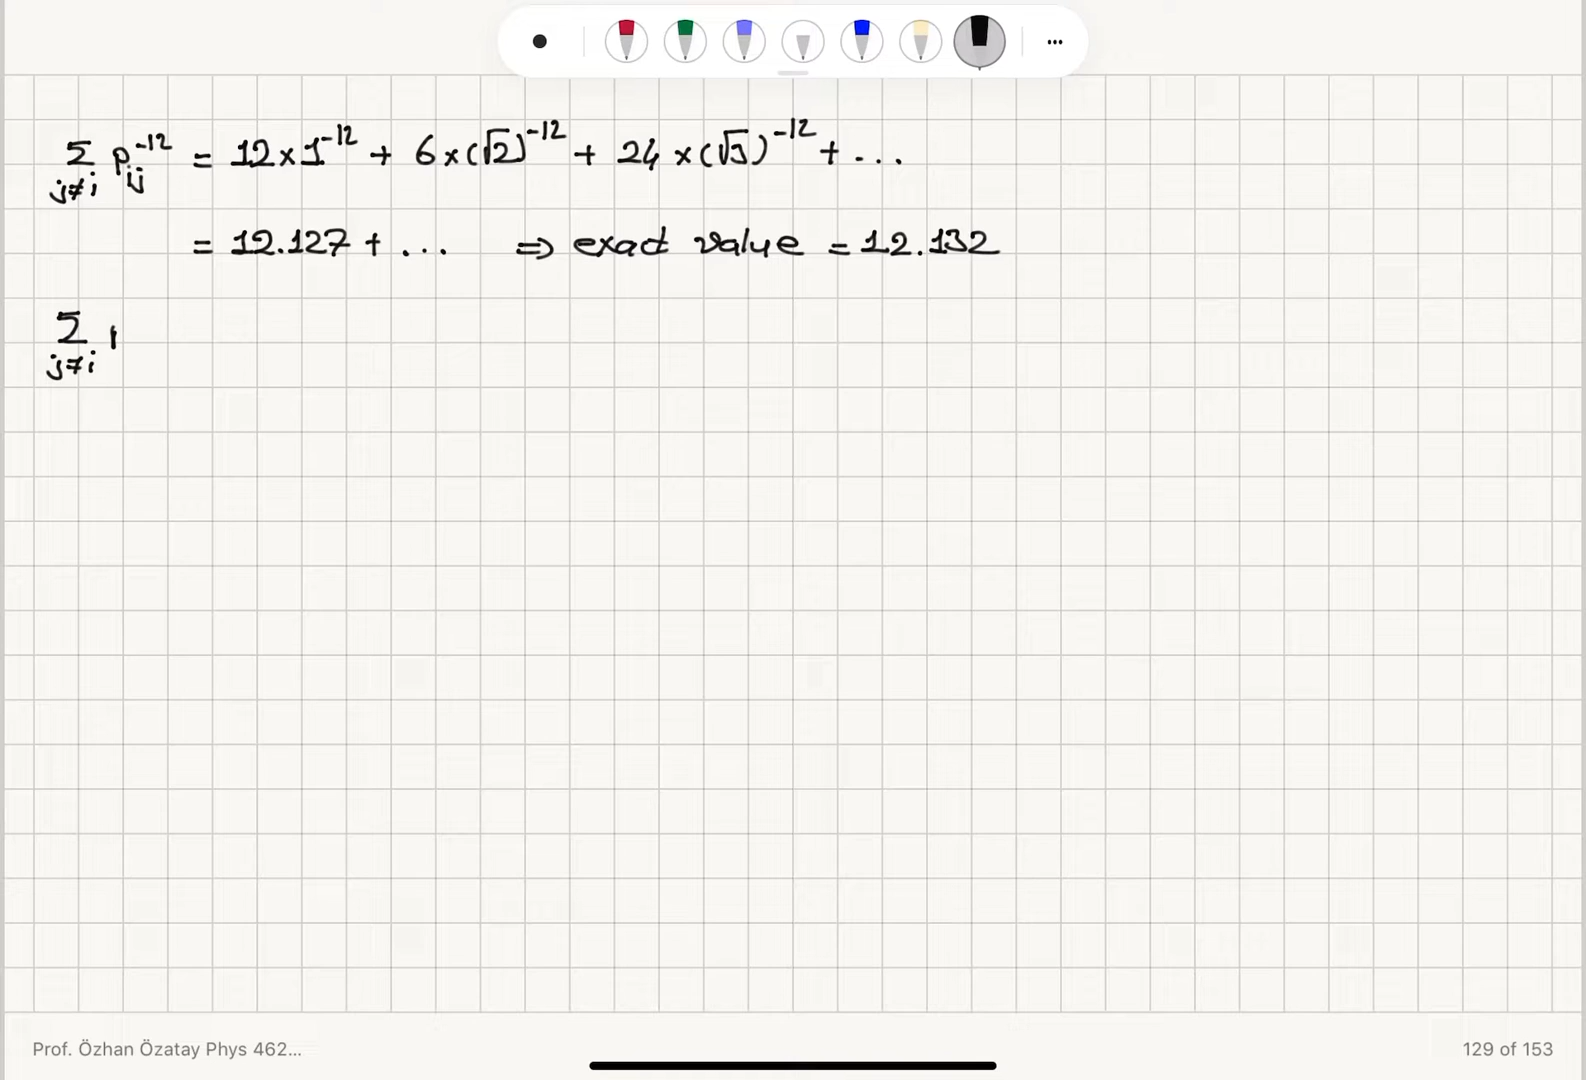 Σ_{j≠i} p_{ij}^{-12} = 12×1^{-12} + 6×(√2)^{-12} + 24×(√3)^{-12} + ...
= 12.127 + ... ⇒ exact value = 12.132
Σ_{j≠i}
Prof. Özhan Özatay Phys 462...
129 of 153